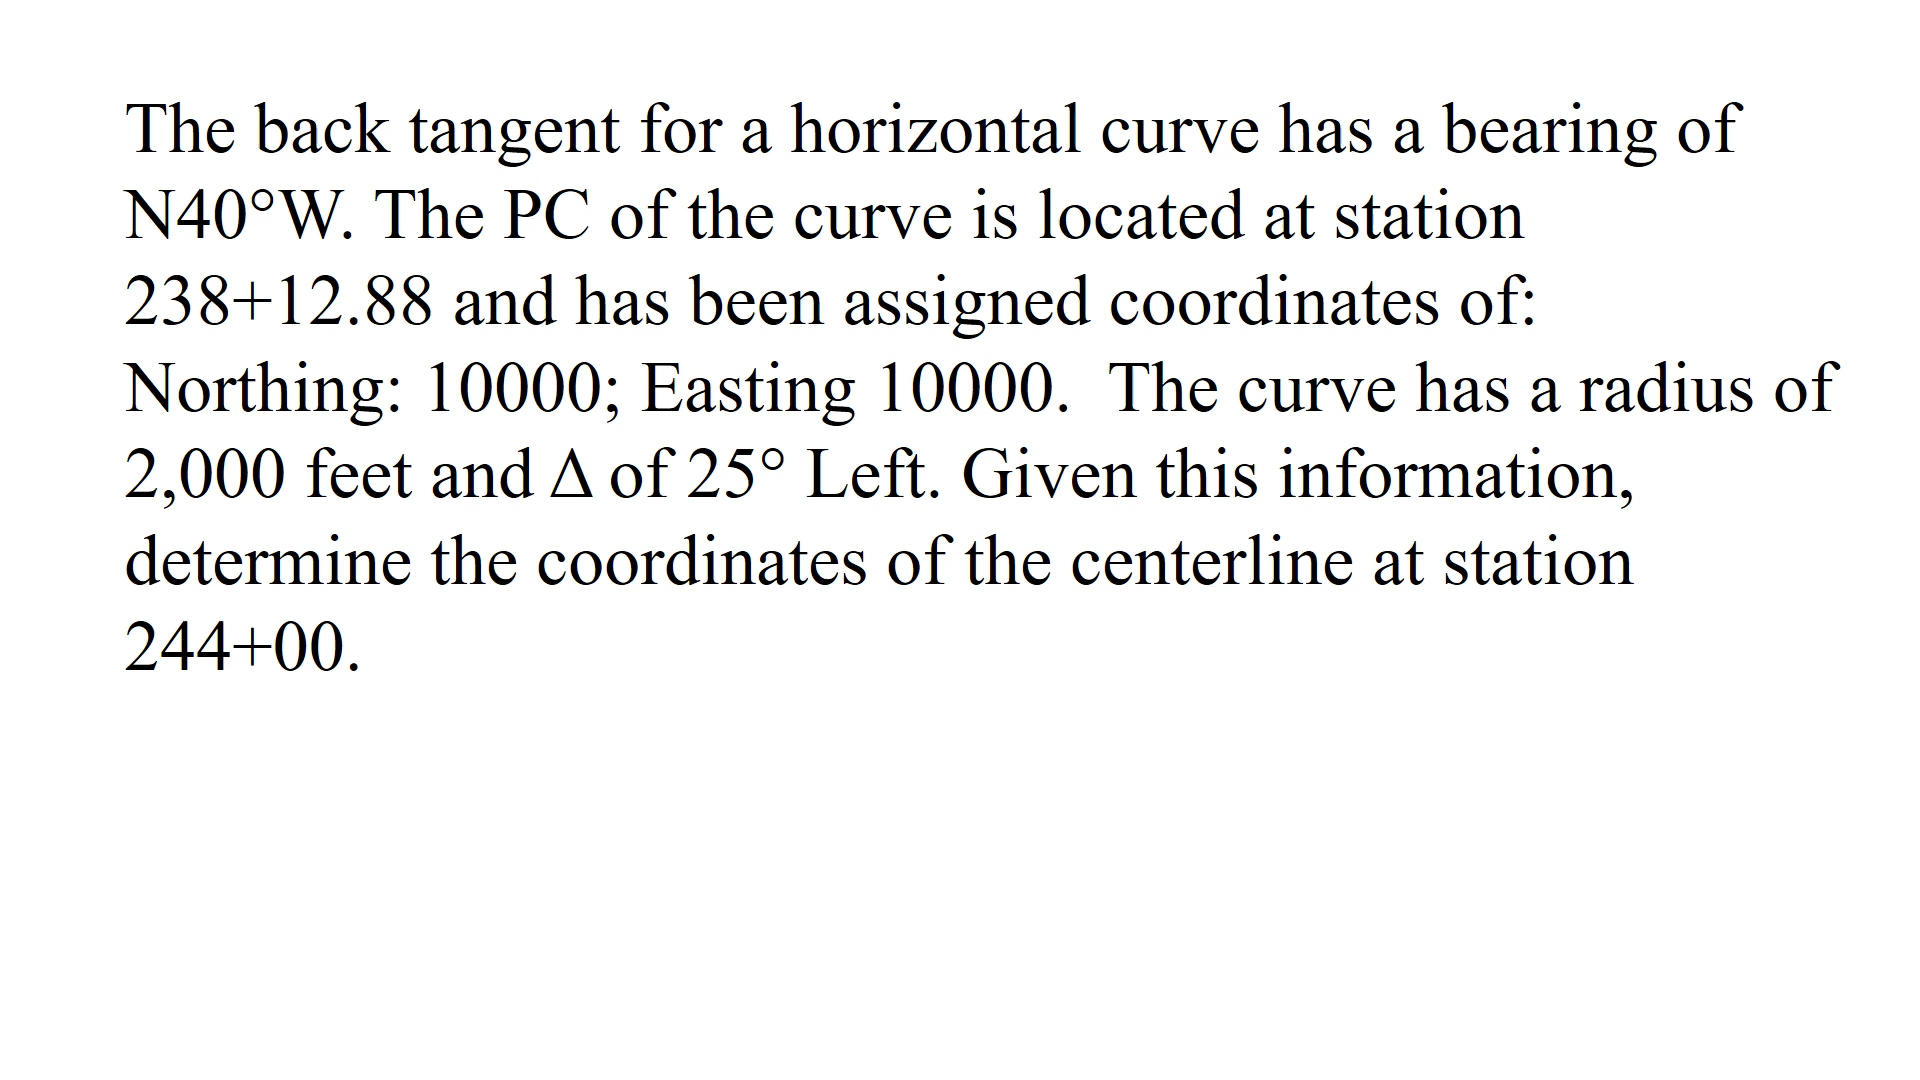 The back tangent for a horizontal curve has a bearing of
N40°W. The PC of the curve is located at station
238+12.88 and has been assigned coordinates of:
Northing: 10000; Easting 10000.  The curve has a radius of
2,000 feet and Δ of 25° Left. Given this information,
determine the coordinates of the centerline at station
244+00.